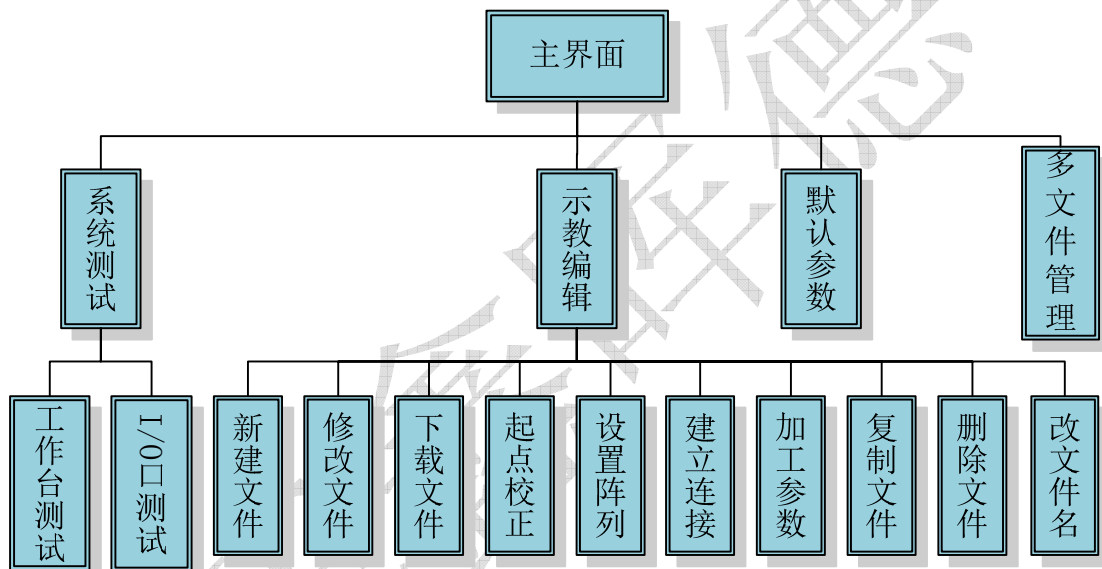 主界面
系统测试
示教编辑
默认参数
多文件管理
工作台测试
I/O口测试
新建文件
修改文件
下载文件
起点校正
设置阵列
建立连接
加工参数
复制文件
删除文件
改文件名